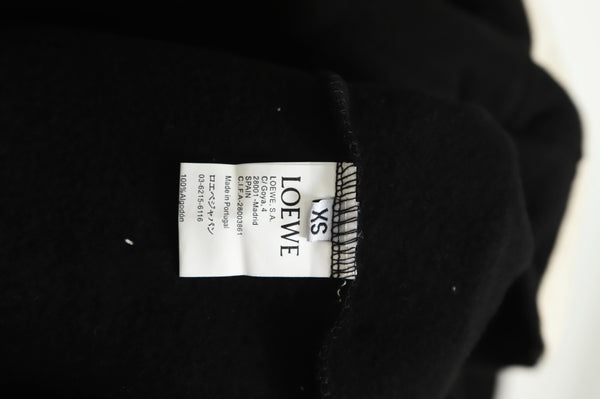 XS
LOEWE
LOEWE, S.A.
C/ Goya, 4
28001-Madrid
SPAIN
C.I.F.A-28003861
Made in Portugal
ロエベジャパン
03-6215-6116
100%Algodón